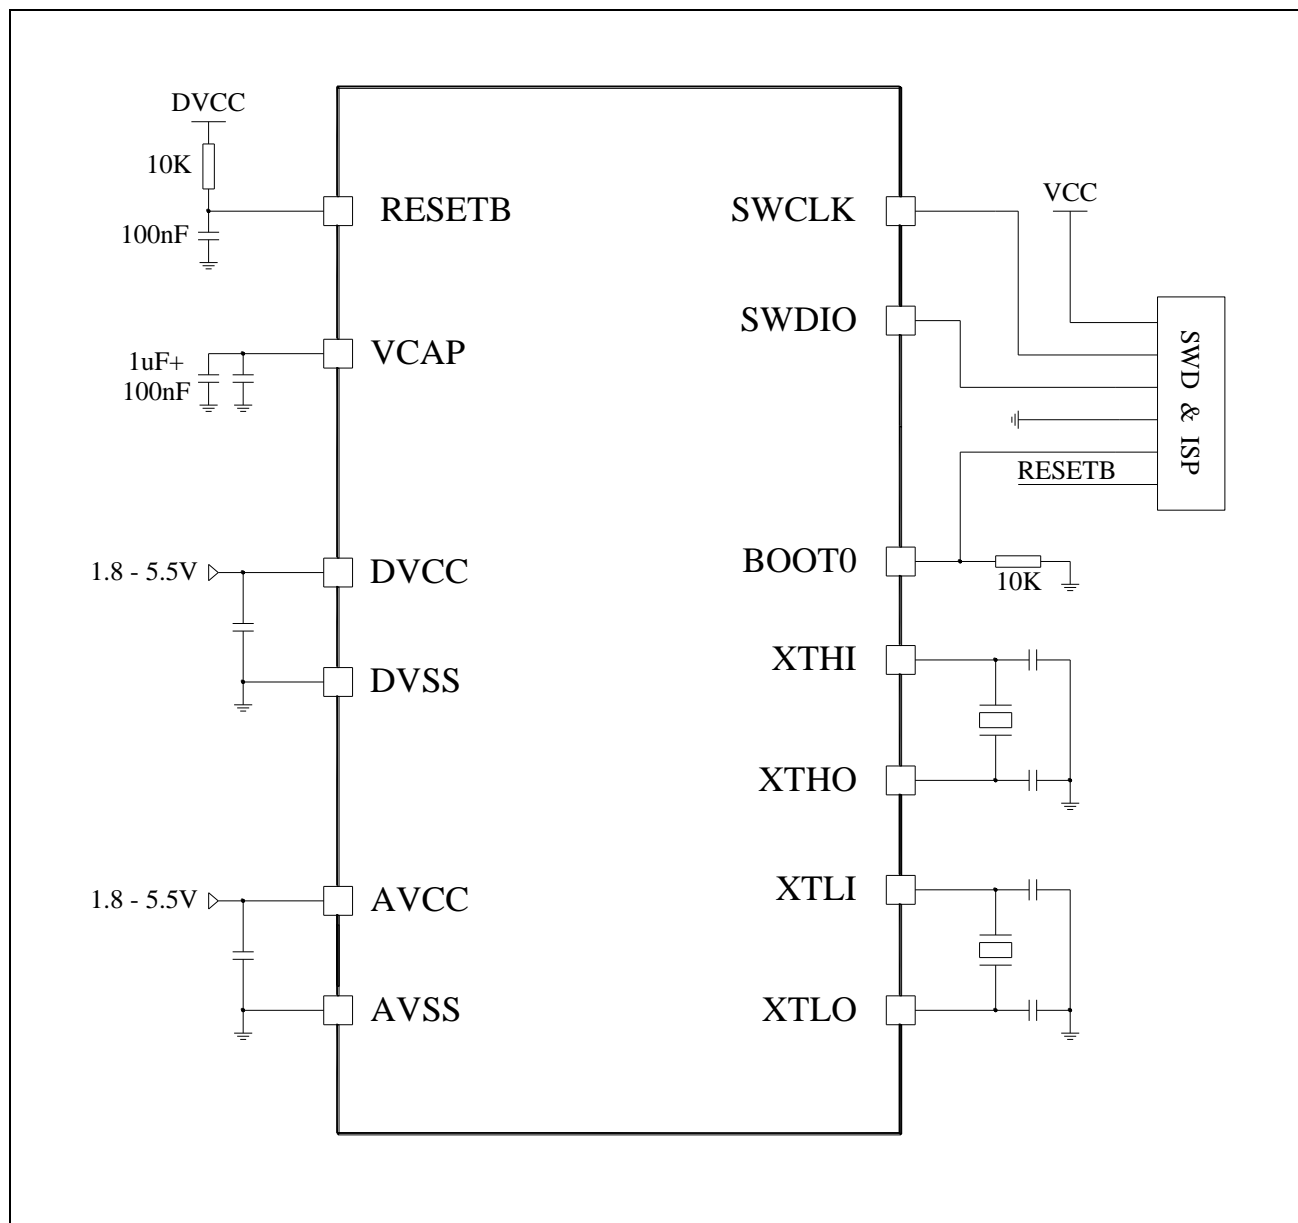 DVCC
10K
RESETB
100nF
VCAP
1uF+
100nF
1.8 - 5.5V
DVCC
DVSS
1.8 - 5.5V
AVCC
AVSS
SWCLK
VCC
SWDIO
SWD & ISP
RESETB
BOOT0
10K
XTHI
XTHO
XTLI
XTLO